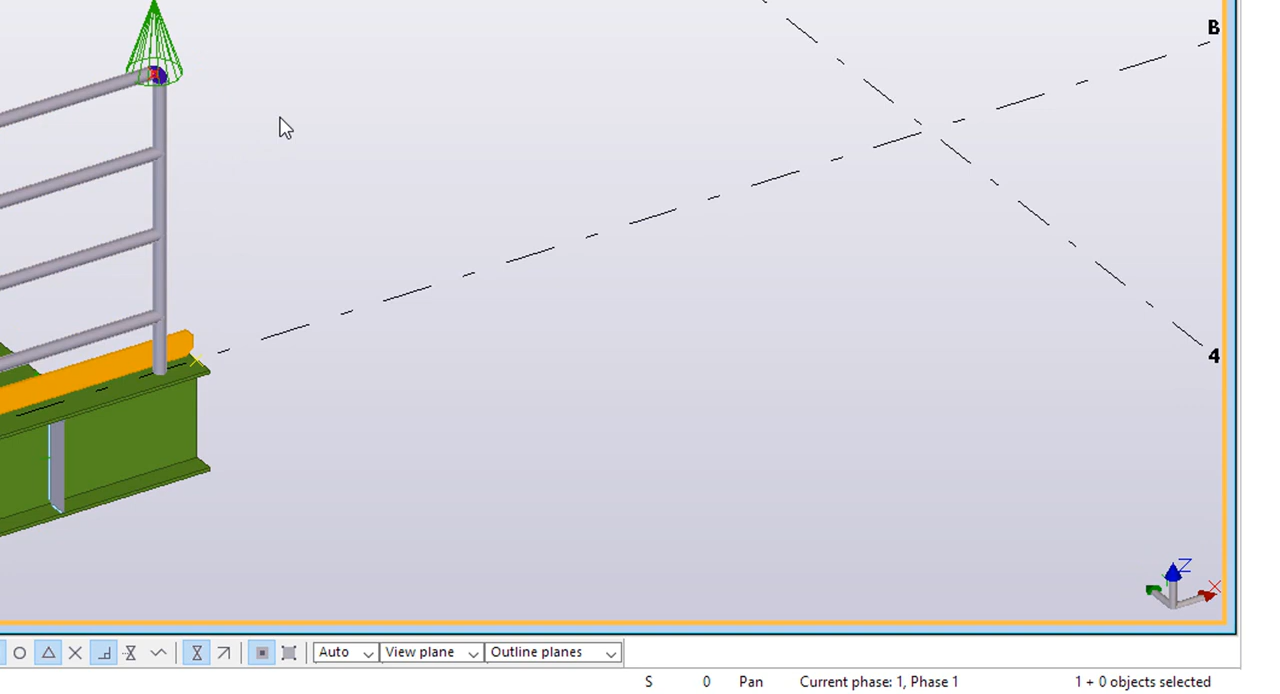 B
4
Z
X
Auto
View plane
Outline planes
S
0
Pan
Current phase: 1, Phase 1
1 + 0 objects selected